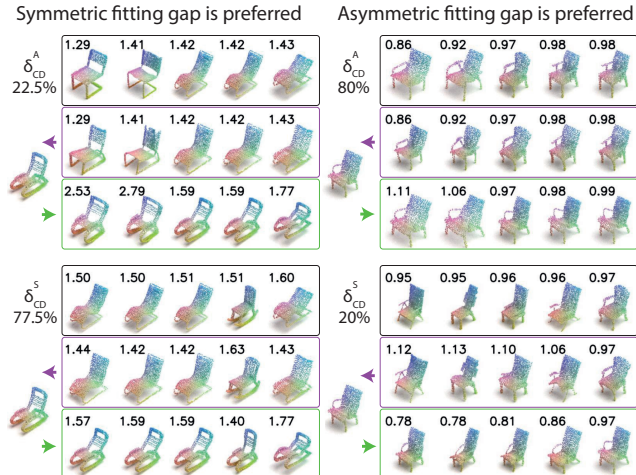 Symmetric fitting gap is preferred
Asymmetric fitting gap is preferred
δ A CD
22.5%
1.29 1.41 1.42 1.42 1.43
1.29 1.41 1.42 1.42 1.43
2.53 2.79 1.59 1.59 1.77
δ A CD
80%
0.86 0.92 0.97 0.98 0.98
0.86 0.92 0.97 0.98 0.98
1.11 1.06 0.97 0.98 0.99
δ S CD
77.5%
1.50 1.50 1.51 1.51 1.60
1.44 1.42 1.42 1.63 1.43
1.57 1.59 1.59 1.40 1.77
δ S CD
20%
0.95 0.95 0.96 0.96 0.97
1.12 1.13 1.10 1.06 0.97
0.78 0.78 0.81 0.86 0.97